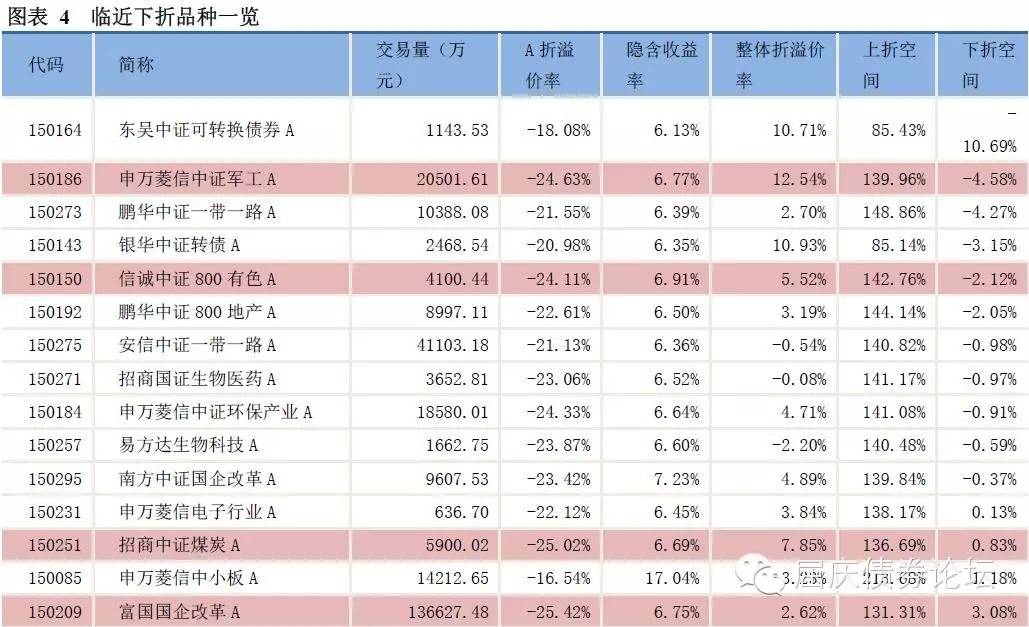 图表 4 临近下折品种一览
代码 简称 交易量（万元） A 折溢价率 隐含收益率 整体折溢价率 上折空间 下折空间
150164 东吴中证可转换债券 A 1143.53 -18.08% 6.13% 10.71% 85.43% -10.69%
150186 申万菱信中证军工 A 20501.61 -24.63% 6.77% 12.54% 139.96% -4.58%
150273 鹏华中证一带一路 A 10388.08 -21.55% 6.39% 2.70% 148.86% -4.27%
150143 银华中证转债 A 2468.54 -20.98% 6.35% 10.93% 85.14% -3.15%
150150 信诚中证 800 有色 A 4100.44 -24.11% 6.91% 5.52% 142.76% -2.12%
150192 鹏华中证 800 地产 A 8997.11 -22.61% 6.50% 3.19% 144.14% -2.05%
150275 安信中证一带一路 A 41103.18 -21.13% 6.36% -0.54% 140.82% -0.98%
150271 招商国证生物医药 A 3652.81 -23.06% 6.52% -0.08% 141.17% -0.97%
150184 申万菱信中证环保产业 A 18580.01 -24.33% 6.64% 4.71% 141.08% -0.91%
150257 易方达生物科技 A 1662.75 -23.87% 6.60% -2.20% 140.48% -0.59%
150295 南方中证国企改革 A 9607.53 -23.42% 7.23% 4.89% 139.84% -0.37%
150231 申万菱信电子行业 A 636.70 -22.12% 6.45% 3.84% 138.17% 0.13%
150251 招商中证煤炭 A 5900.02 -25.02% 6.69% 7.85% 136.69% 0.83%
150085 申万菱信中小板 A 14212.65 -16.54% 17.04%
屈庆债券论坛
150209 富国国企改革 A 136627.48 -25.42% 6.75% 2.62% 131.31% 3.08%